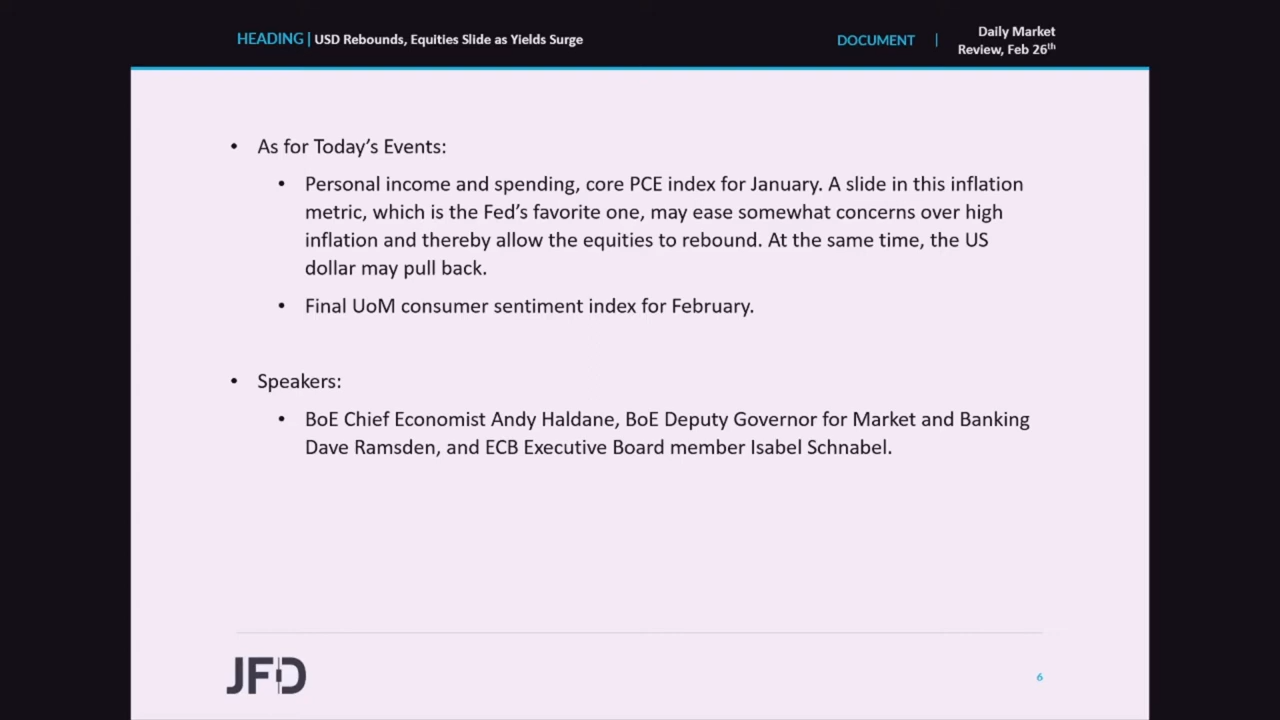 HEADING | USD Rebounds, Equities Slide as Yields Surge
DOCUMENT |
Daily Market
Review, Feb 26th
• As for Today's Events:
• Personal income and spending, core PCE index for January. A slide in this inflation
metric, which is the Fed's favorite one, may ease somewhat concerns over high
inflation and thereby allow the equities to rebound. At the same time, the US
dollar may pull back.
• Final UoM consumer sentiment index for February.
• Speakers:
• BoE Chief Economist Andy Haldane, BoE Deputy Governor for Market and Banking
Dave Ramsden, and ECB Executive Board member Isabel Schnabel.
JFD
6